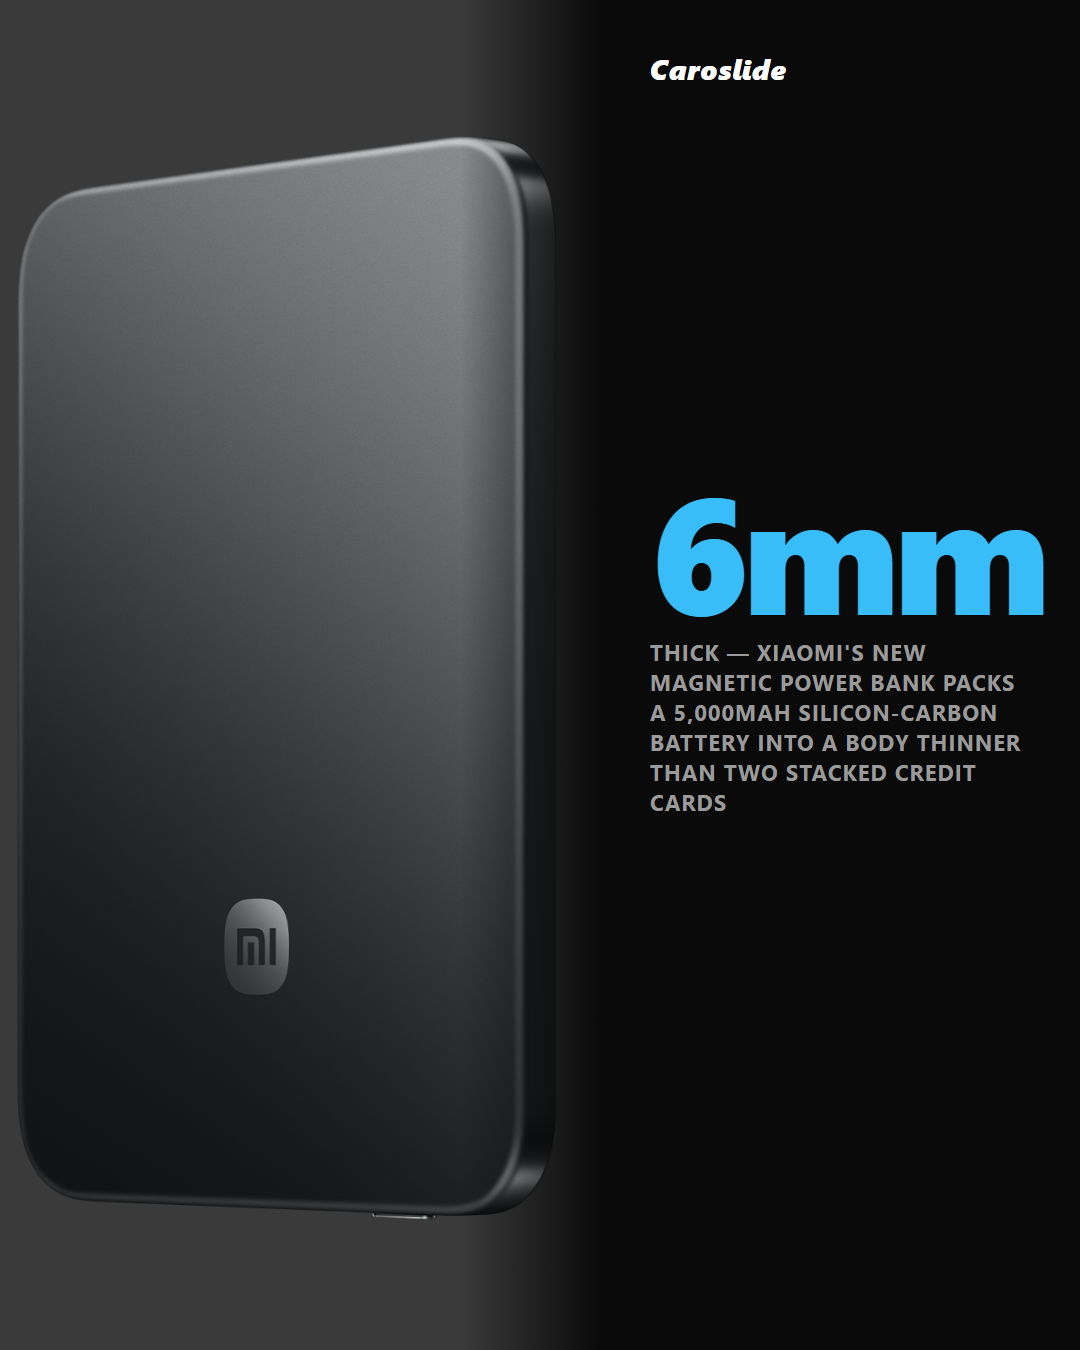 Caroslide
6mm
THICK — XIAOMI'S NEW
MAGNETIC POWER BANK PACKS
A 5,000MAH SILICON-CARBON
BATTERY INTO A BODY THINNER
THAN TWO STACKED CREDIT
CARDS
mi